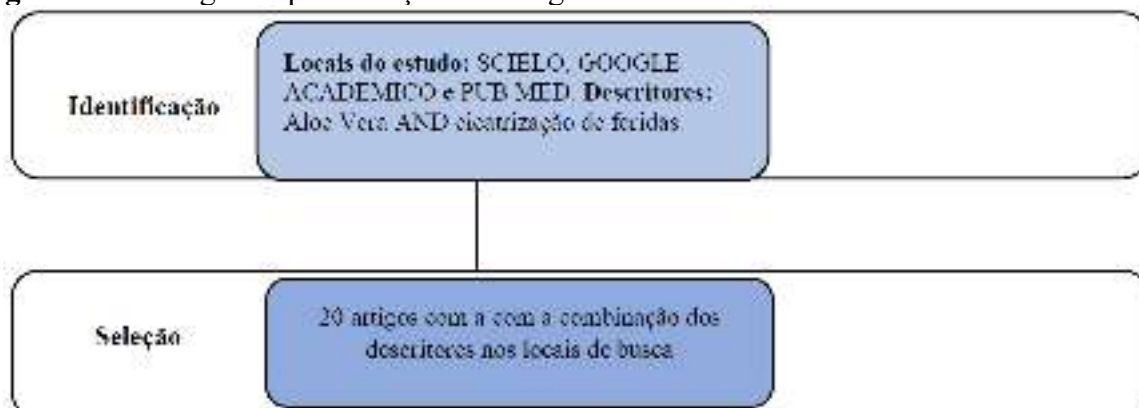 Identificação
Locais do estudo: SCIELO, GOOGLE
ACADEMICO e PUB MED. Descritores:
Aloe Vera AND cicatrização de feridas
Seleção
20 artigos com a com a combinação dos
descritores nos locais de busca